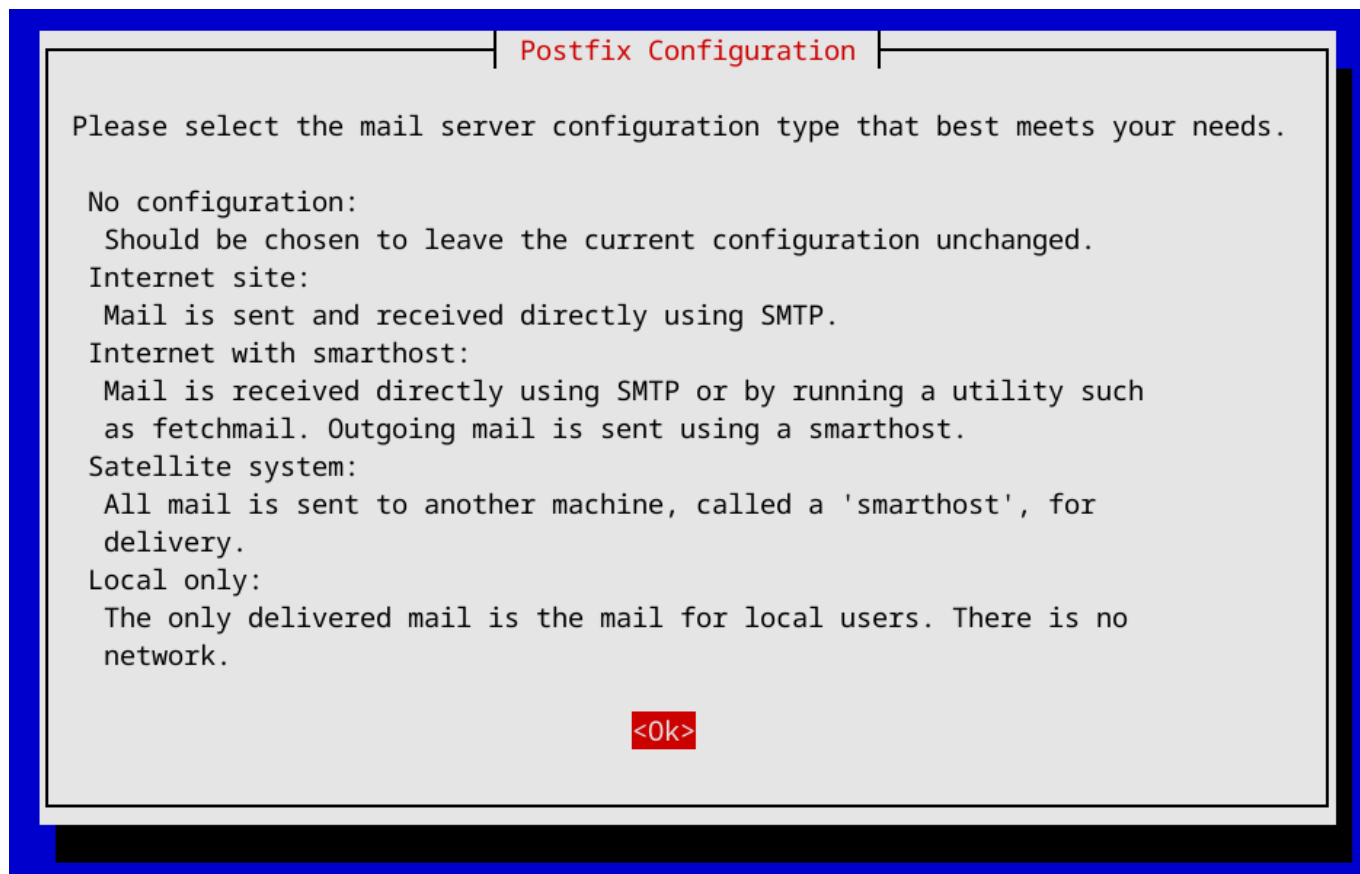 Postfix Configuration
Please select the mail server configuration type that best meets your needs.
No configuration:
Should be chosen to leave the current configuration unchanged.
Internet site:
Mail is sent and received directly using SMTP.
Internet with smarthost:
Mail is received directly using SMTP or by running a utility such
as fetchmail. Outgoing mail is sent using a smarthost.
Satellite system:
All mail is sent to another machine, called a 'smarthost', for
delivery.
Local only:
The only delivered mail is the mail for local users. There is no
network.
<Ok>